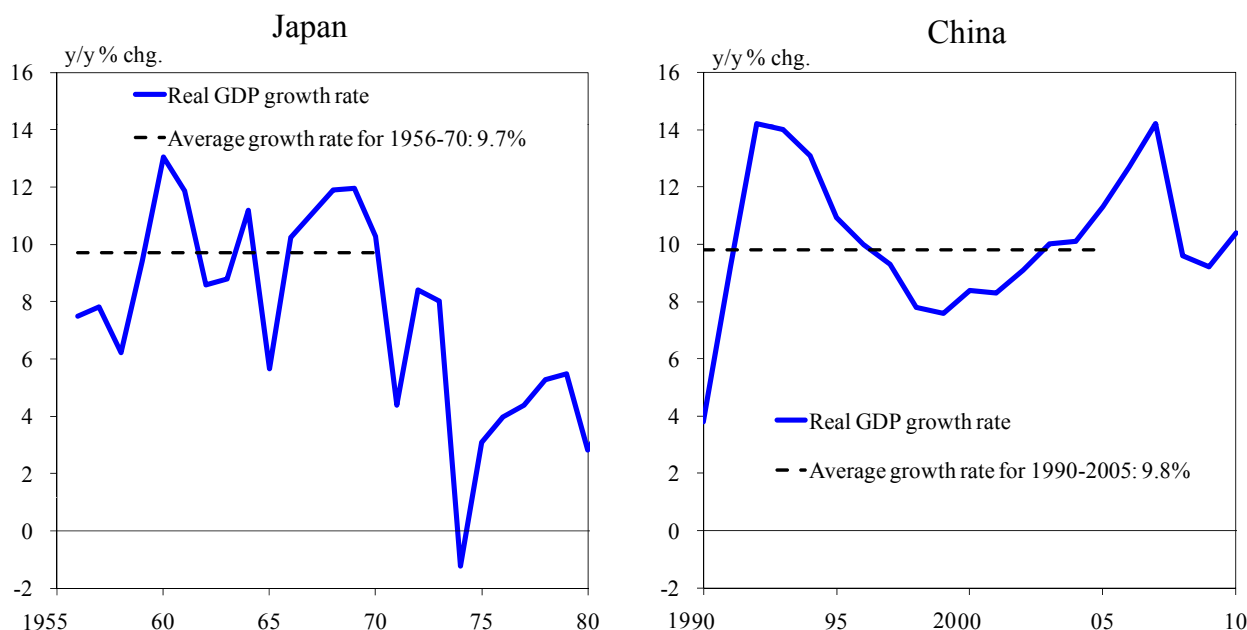 Japan
y/y % chg.
16
14
12
10
8
6
4
2
0
-2
Real GDP growth rate
Average growth rate for 1956-70: 9.7%
1955 60 65 70 75 80
China
y/y % chg.
16
14
12
10
8
6
4
2
0
-2
Real GDP growth rate
Average growth rate for 1990-2005: 9.8%
1990 95 2000 05 10